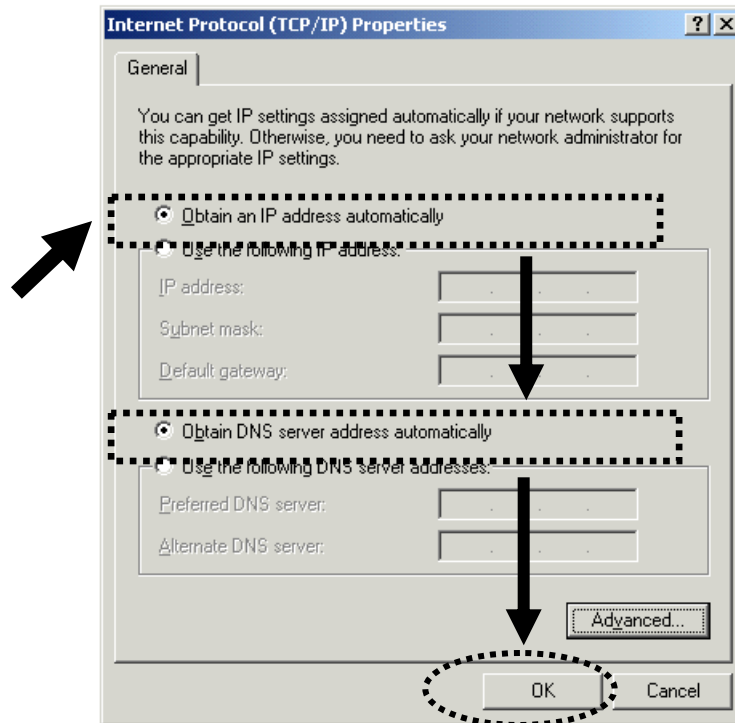 Internet Protocol (TCP/IP) Properties
General
You can get IP settings assigned automatically if your network supports
this capability. Otherwise, you need to ask your network administrator for
the appropriate IP settings.
Obtain an IP address automatically
Use the following IP address:
IP address:
Subnet mask:
Default gateway:
Obtain DNS server address automatically
Use the following DNS server addresses:
Preferred DNS server:
Alternate DNS server:
Advanced...
OK Cancel